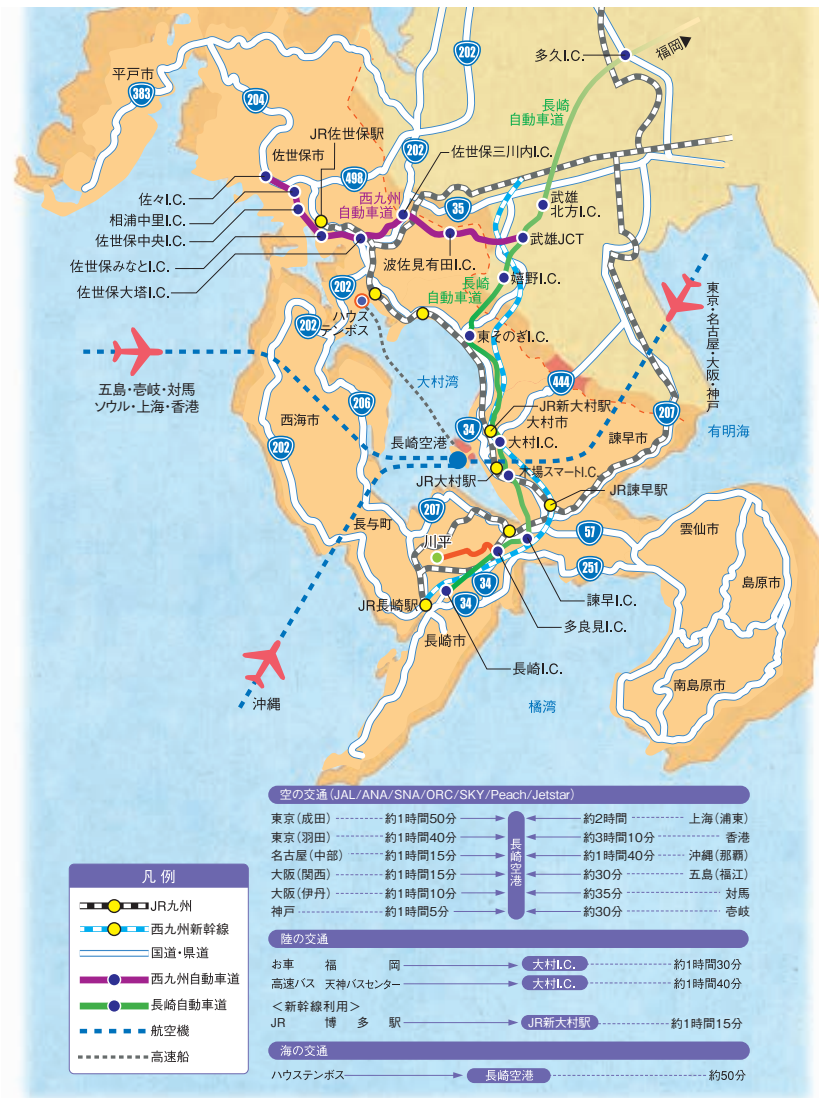 多久I.C.
福岡▶
202
平戸市
383
204
長崎
自動車道
JR佐世保駅
佐世保三川内I.C.
202
佐世保市
498
佐々I.C.
西九州
自動車道
35
武雄
北方I.C.
相浦中里I.C.
佐世保中央I.C.
武雄JCT
佐世保みなとI.C.
波佐見有田I.C.
佐世保大塔I.C.
202
長崎
自動車道
嬉野I.C.
ハウス
テンボス
202
東そのぎI.C.
東京・名古屋・大阪・神戸
五島・壱岐・対馬
ソウル・上海・香港
大村湾
444
西海市
206
JR新大村駅
207
202
34
大村市
諫早市
有明海
長崎空港
大村I.C.
木場スマートI.C.
JR大村駅
JR諫早駅
207
長与町
57
雲仙市
川平
251
34
島原市
JR長崎駅
34
諫早I.C.
長崎市
多良見I.C.
長崎I.C.
南島原市
沖縄
橘湾
空の交通(JAL/ANA/SNA/ORC/SKY/Peach/Jetstar)
東京(成田) 約1時間50分 長崎空港 約2時間 上海(浦東)
東京(羽田) 約1時間40分 約3時間10分 香港
名古屋(中部) 約1時間15分 約1時間40分 沖縄(那覇)
大阪(関西) 約1時間15分 約30分 五島(福江)
大阪(伊丹) 約1時間10分 約35分 対馬
神戸 約1時間5分 約30分 壱岐
陸の交通
お車 福岡 大村I.C. 約1時間30分
高速バス 天神バスセンター 大村I.C. 約1時間40分
<新幹線利用>
JR 博多駅 JR新大村駅 約1時間15分
海の交通
ハウステンボス 長崎空港 約50分
凡例
JR九州
西九州新幹線
国道・県道
西九州自動車道
長崎自動車道
航空機
高速船